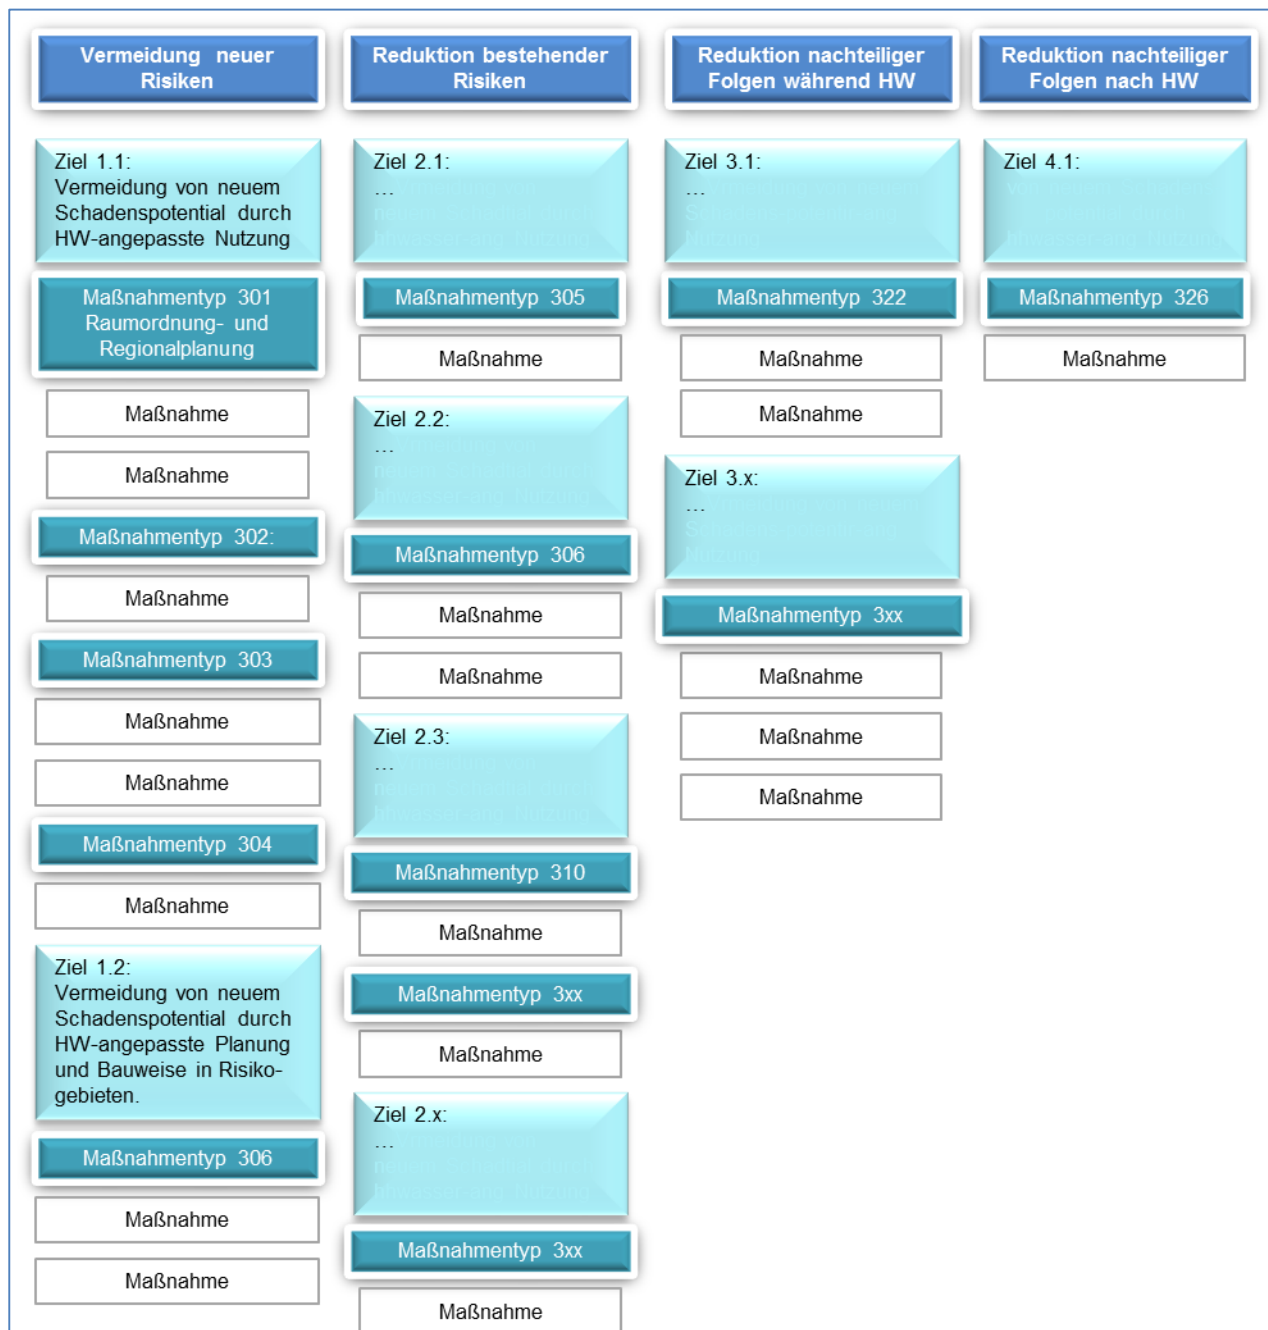 Vermeidung neuer
Risiken
Ziel 1.1:
Vermeidung von neuem
Schadenspotential durch
HW-angepasste Nutzung
Maßnahmentyp 301
Raumordnung- und
Regionalplanung
Maßnahme
Maßnahme
Maßnahmentyp 302:
Maßnahme
Maßnahmentyp 303
Maßnahme
Maßnahme
Maßnahmentyp 304
Maßnahme
Ziel 1.2:
Vermeidung von neuem
Schadenspotential durch
HW-angepasste Planung
und Bauweise in Risiko-
gebieten.
Maßnahmentyp 306
Maßnahme
Maßnahme
Reduktion bestehender
Risiken
Ziel 2.1:
...
Maßnahmentyp 305
Maßnahme
Ziel 2.2:
...
Maßnahmentyp 306
Maßnahme
Maßnahme
Ziel 2.3:
...
Maßnahmentyp 310
Maßnahme
Maßnahmentyp 3xx
Maßnahme
Ziel 2.x:
...
Maßnahmentyp 3xx
Maßnahme
Reduktion nachteiliger
Folgen während HW
Ziel 3.1:
...
Maßnahmentyp 322
Maßnahme
Maßnahme
Ziel 3.x:
...
Maßnahmentyp 3xx
Maßnahme
Maßnahme
Maßnahme
Reduktion nachteiliger
Folgen nach HW
Ziel 4.1:
Maßnahmentyp 326
Maßnahme